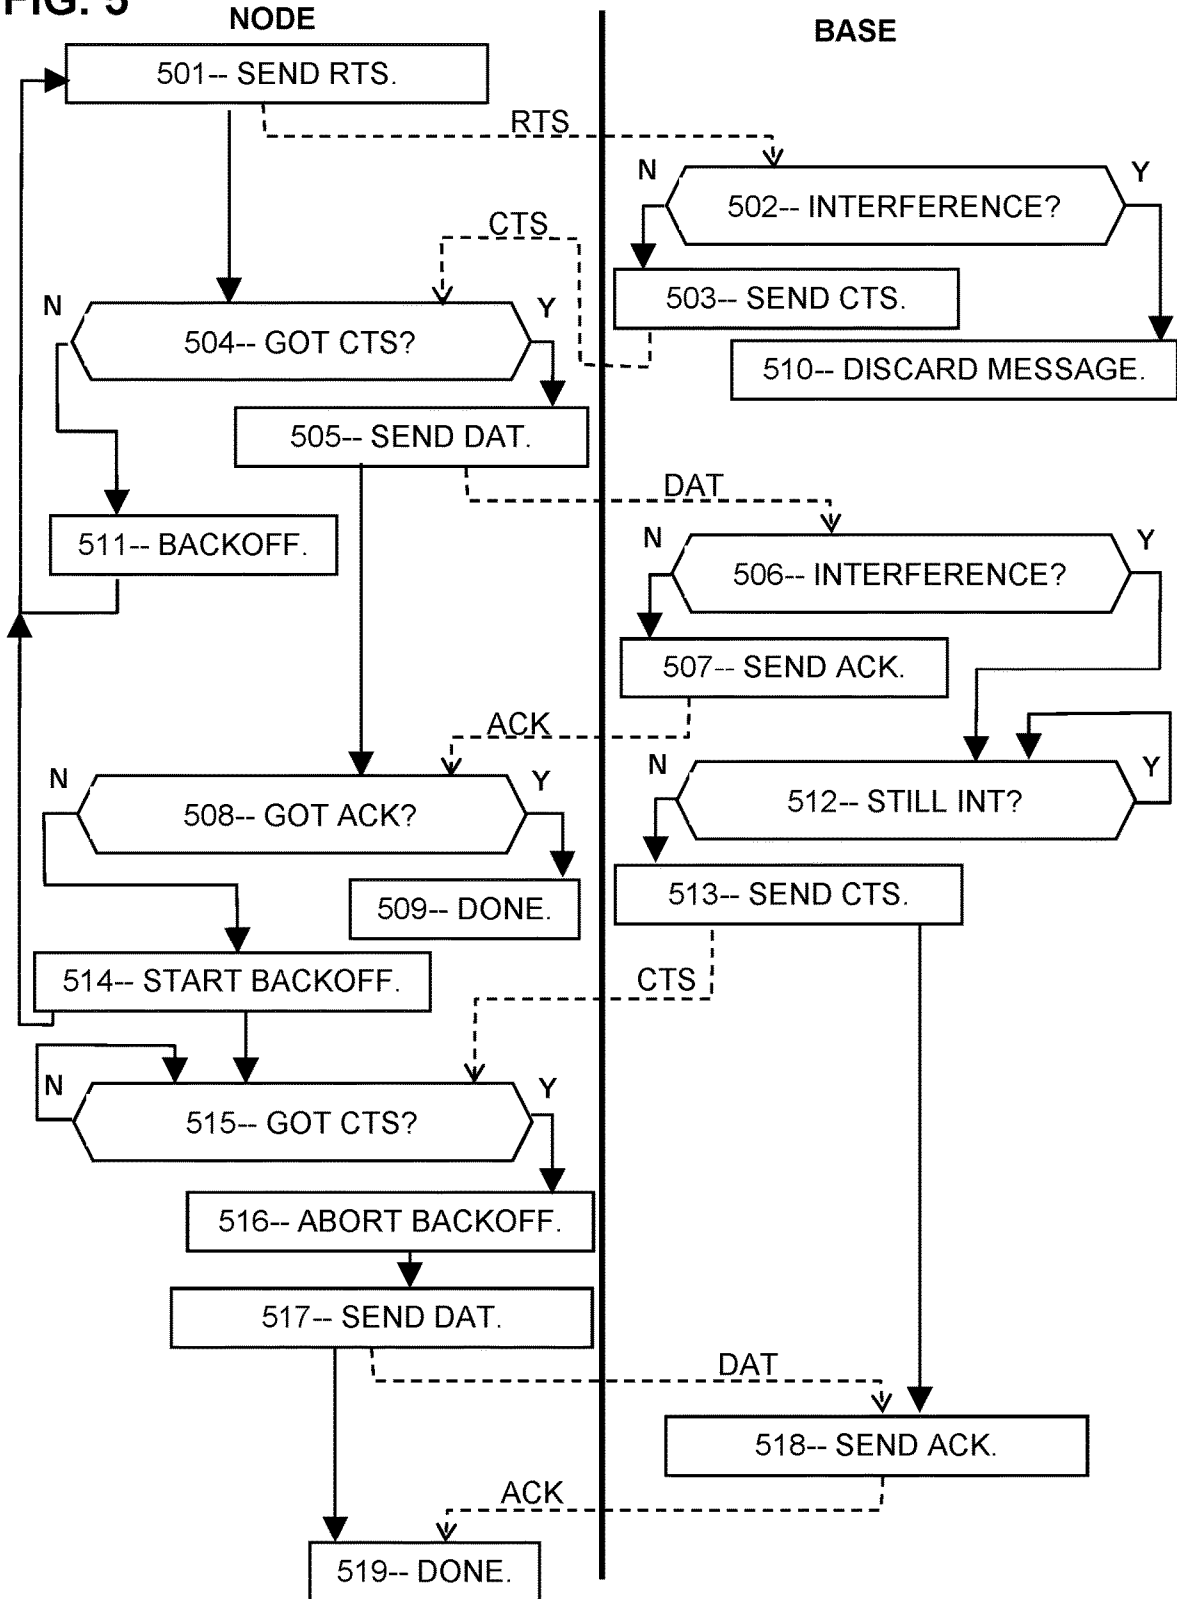 FIG. 5
NODE
BASE
501-- SEND RTS.
RTS
N
Y
502-- INTERFERENCE?
CTS
503-- SEND CTS.
N
Y
504-- GOT CTS?
510-- DISCARD MESSAGE.
505-- SEND DAT.
DAT
511-- BACKOFF.
N
Y
506-- INTERFERENCE?
507-- SEND ACK.
ACK
N
Y
508-- GOT ACK?
N
Y
512-- STILL INT?
509-- DONE.
513-- SEND CTS.
514-- START BACKOFF.
CTS
N
Y
515-- GOT CTS?
516-- ABORT BACKOFF.
517-- SEND DAT.
DAT
518-- SEND ACK.
ACK
519-- DONE.